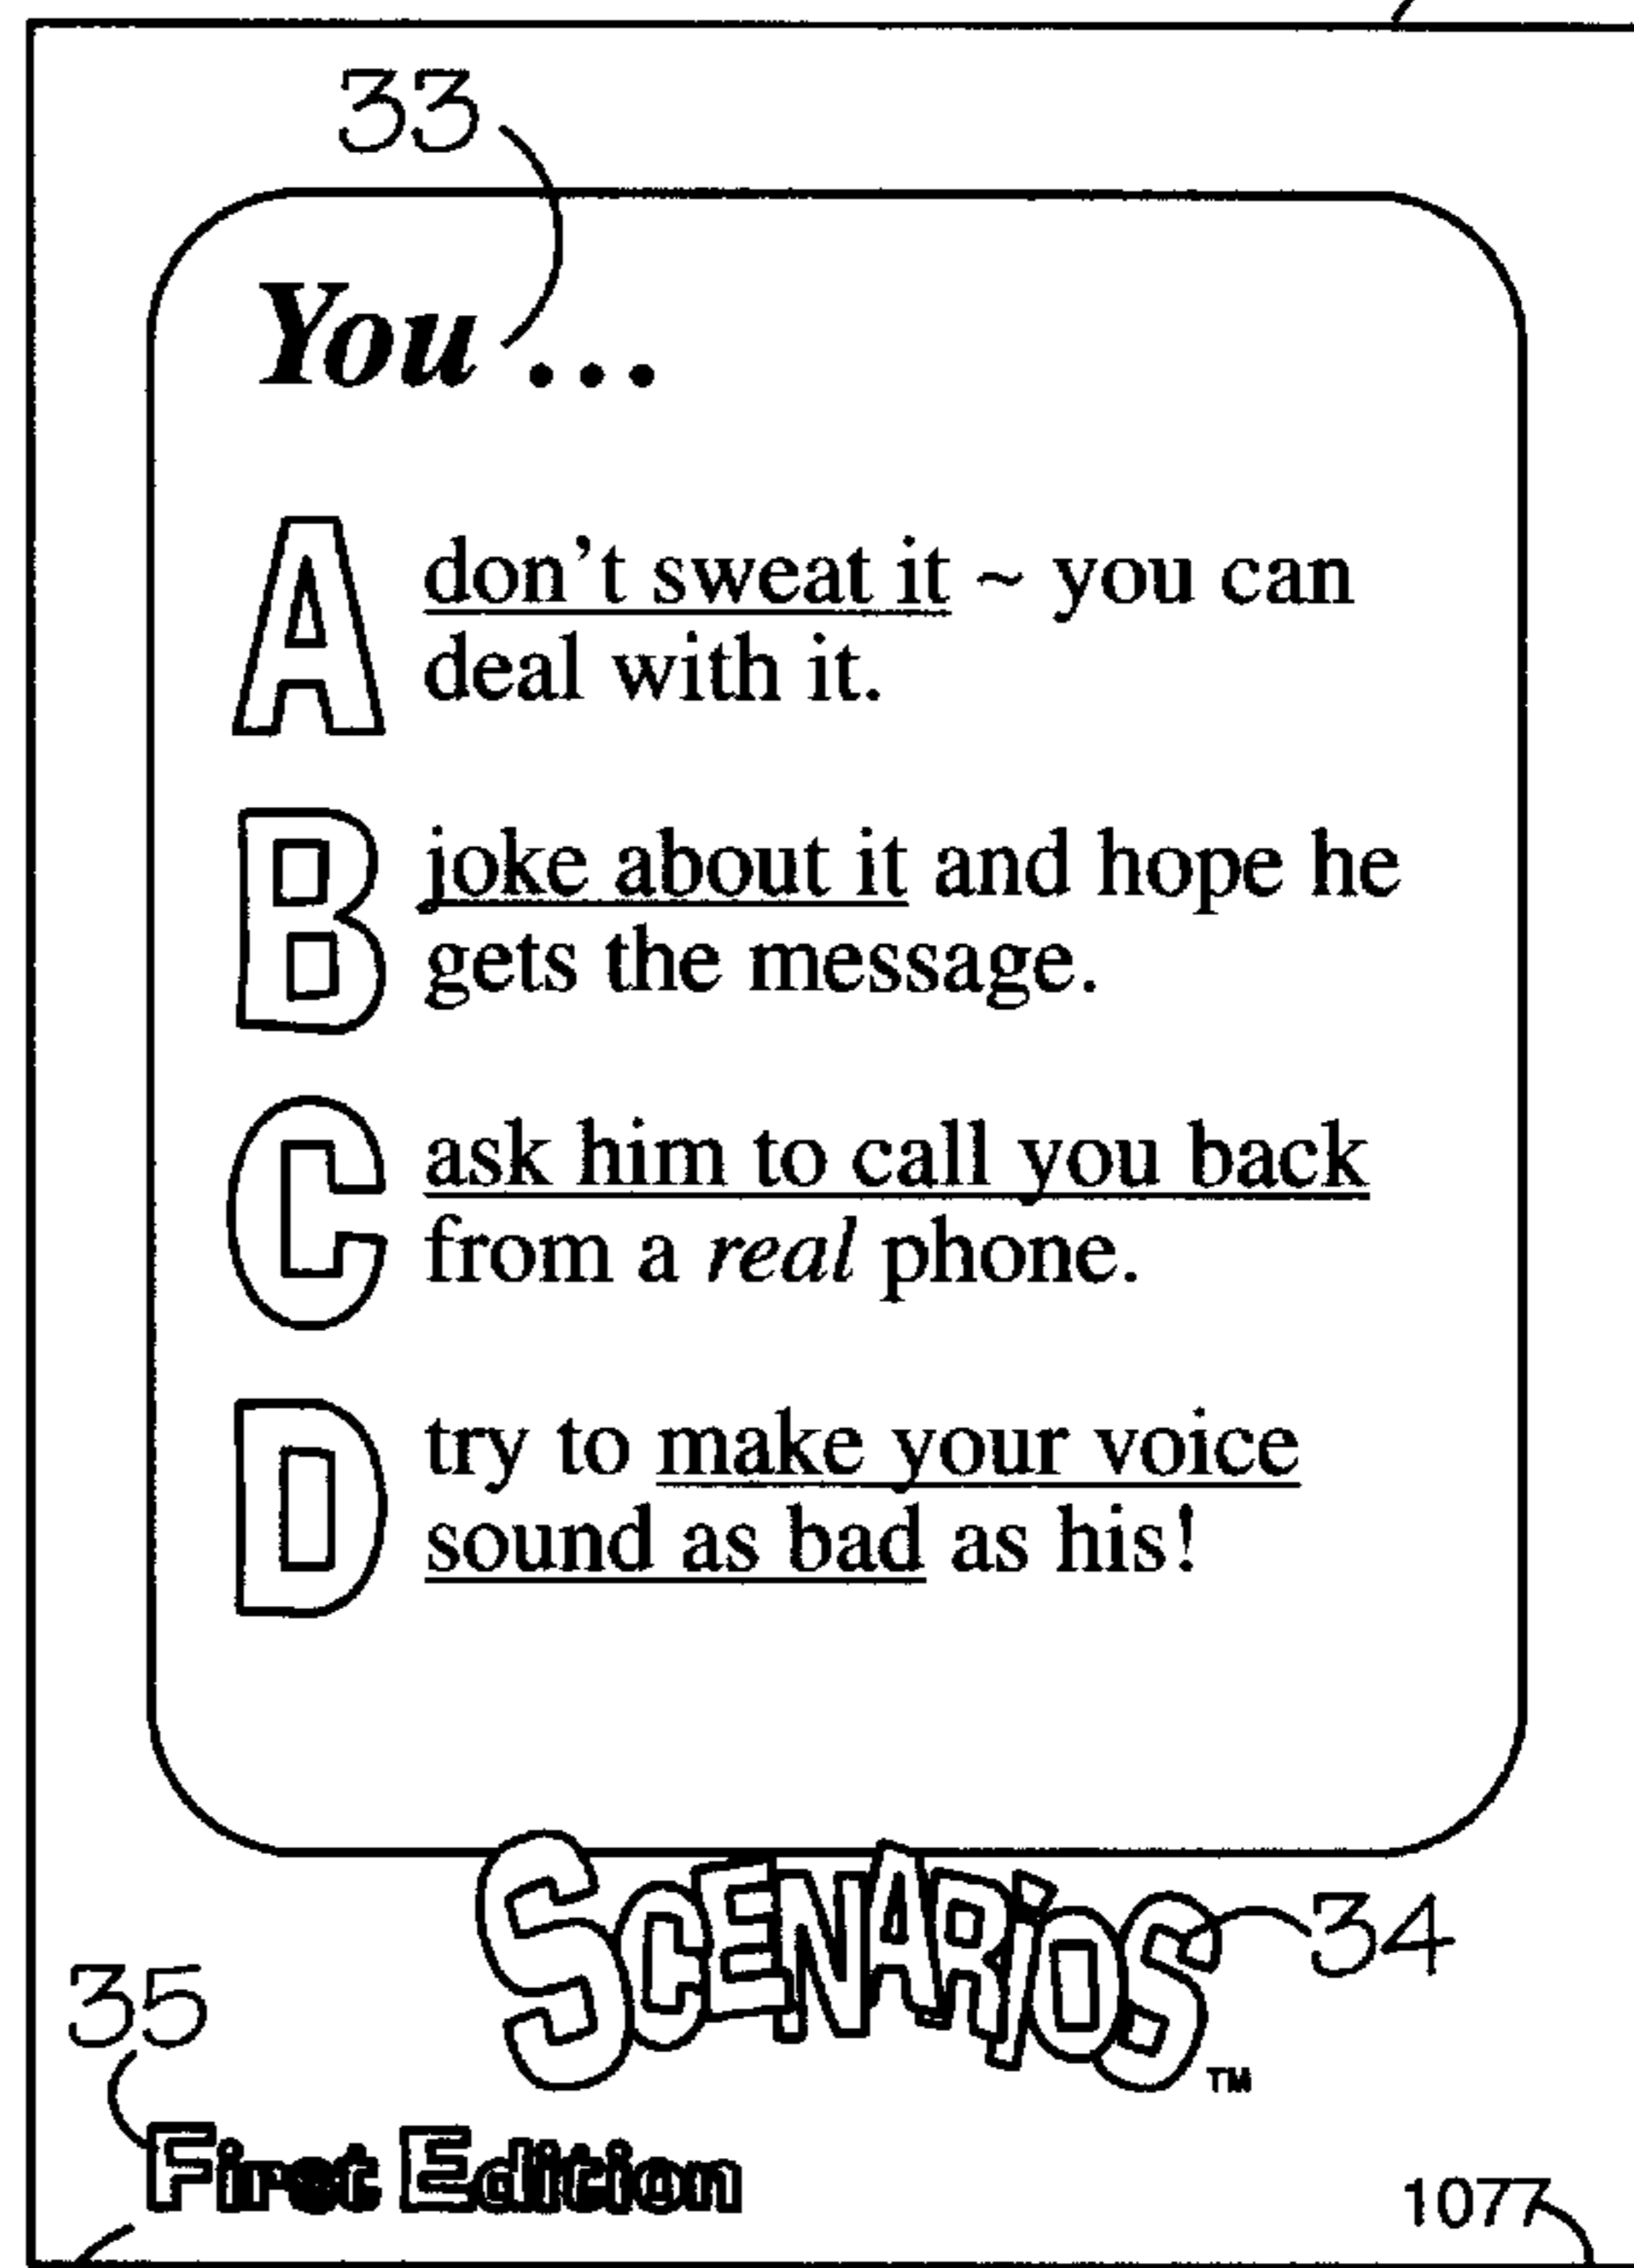 33
You ...
A don't sweat it ~ you can
deal with it.
B joke about it and hope he
gets the message.
C ask him to call you back
from a real phone.
D try to make your voice
sound as bad as his!
SCENARiOS™
34
35
First Edition
1077